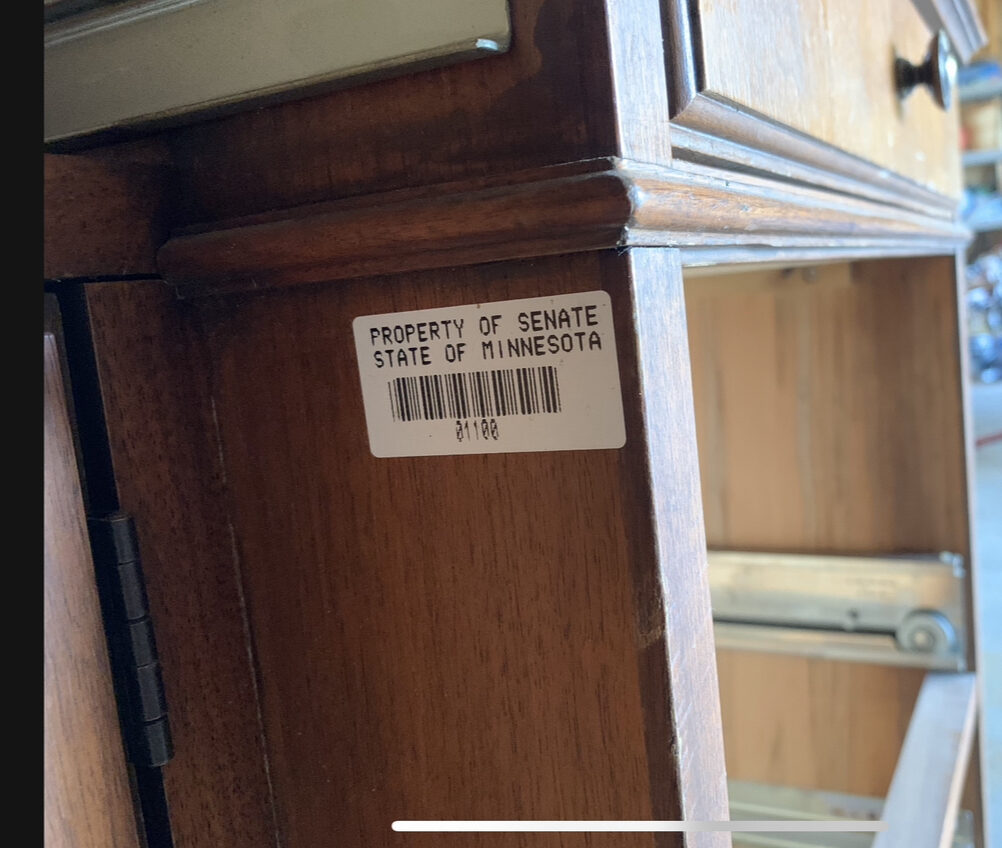 PROPERTY OF SENATE
STATE OF MINNESOTA
01100